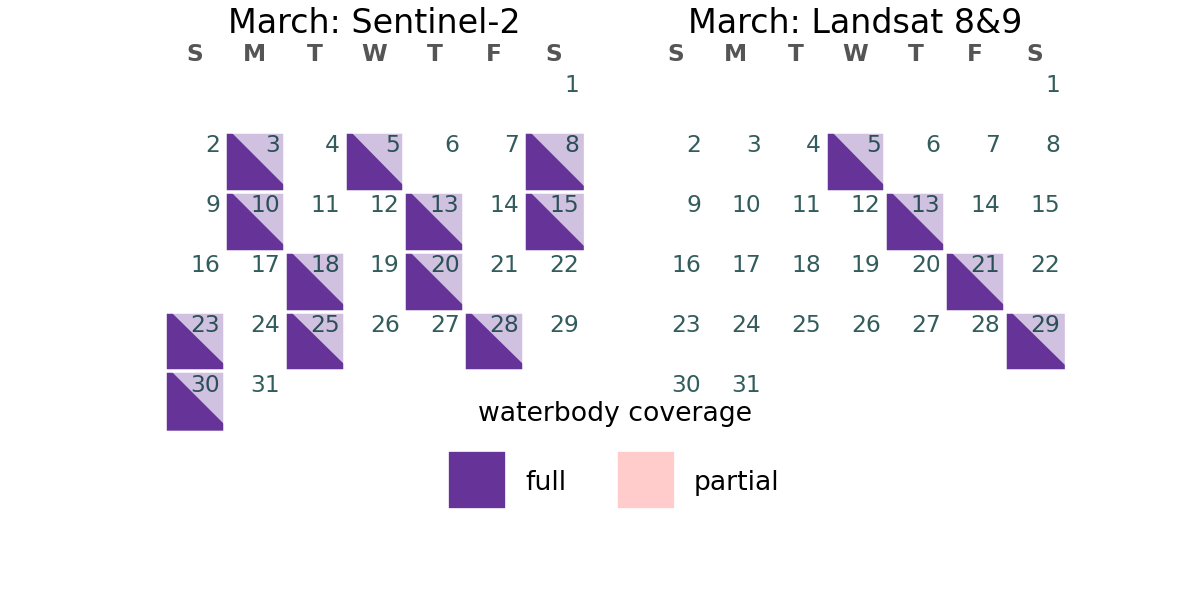 March: Sentinel-2
S M T W T F S
1
2 3 4 5 6 7 8
9 10 11 12 13 14 15
16 17 18 19 20 21 22
23 24 25 26 27 28 29
30 31
March: Landsat 8&9
S M T W T F S
1
2 3 4 5 6 7 8
9 10 11 12 13 14 15
16 17 18 19 20 21 22
23 24 25 26 27 28 29
30 31
waterbody coverage
full partial